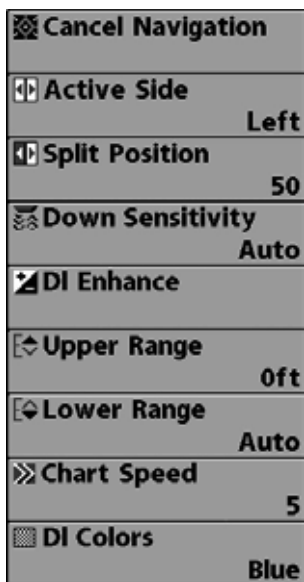 Cancel Navigation
Active Side
Left
Split Position
50
Down Sensitivity
Auto
DI Enhance
Upper Range
0ft
Lower Range
Auto
Chart Speed
5
DI Colors
Blue